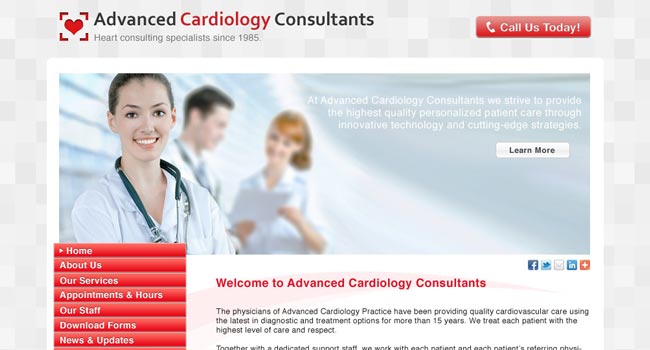 Advanced Cardiology Consultants
Heart consulting specialists since 1985.
Call Us Today!
At Advanced Cardiology Consultants we strive to provide
the highest quality personalized patient care through
innovative technology and cutting-edge strategies.
Learn More
Home
About Us
Our Services
Appointments & Hours
Our Staff
Download Forms
News & Updates
Welcome to Advanced Cardiology Consultants
The physicians of Advanced Cardiology Practice have been providing quality cardiovascular care using
the latest in diagnostic and treatment options for more than 15 years. We treat each patient with the
highest level of care and respect.
Together with a dedicated support staff, we work with each patient and each patient's referring physi-